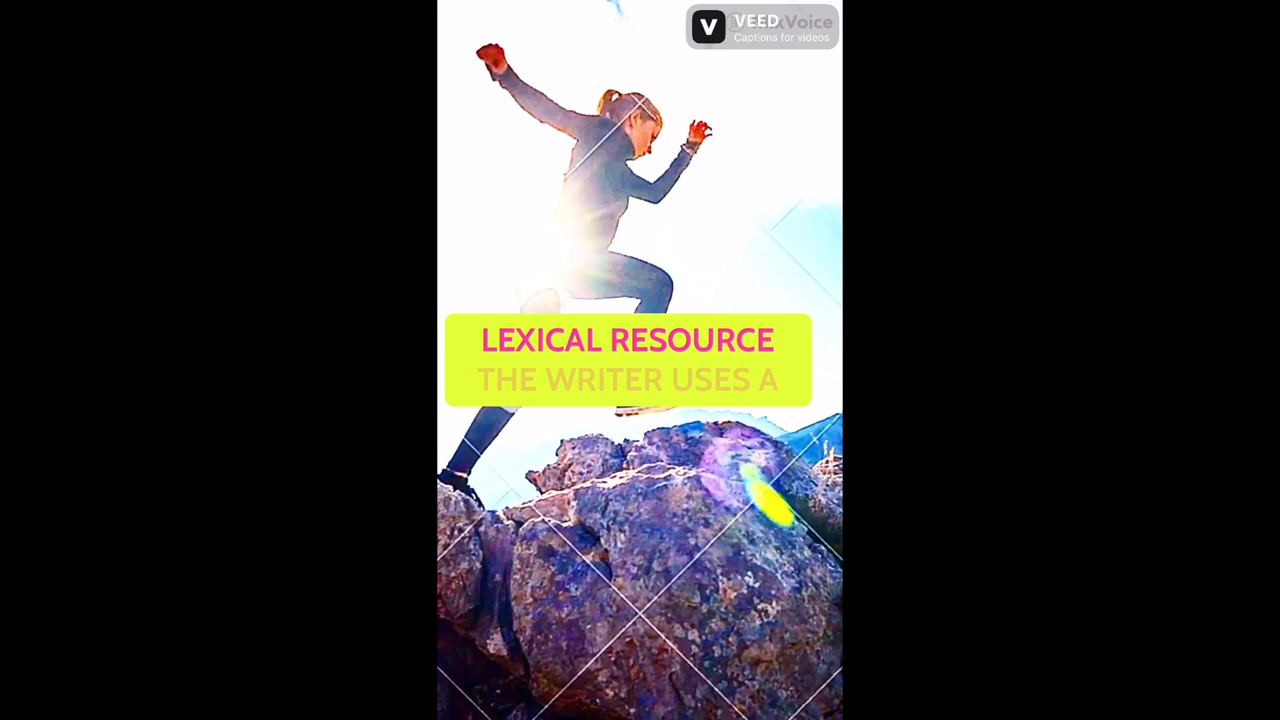 VEED
Captions for videos
LEXICAL RESOURCE
THE WRITER USES A